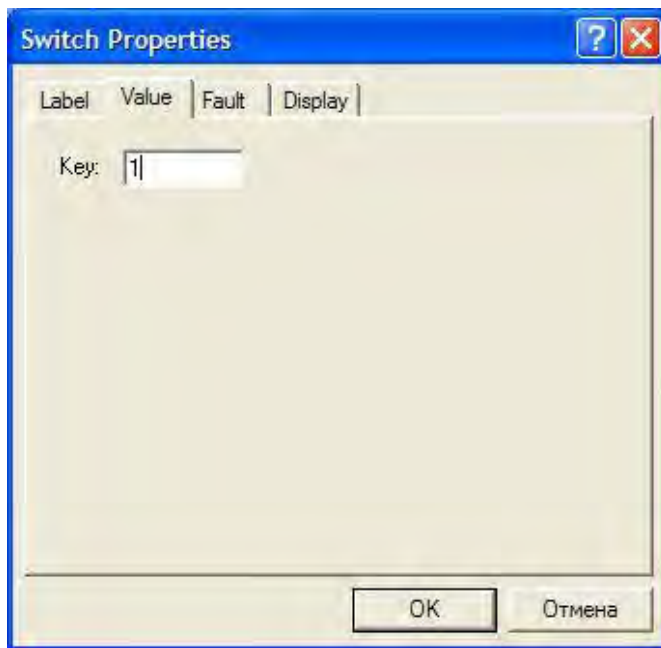 Switch Properties
Label Value Fault Display
Key: 1
OK Отмена